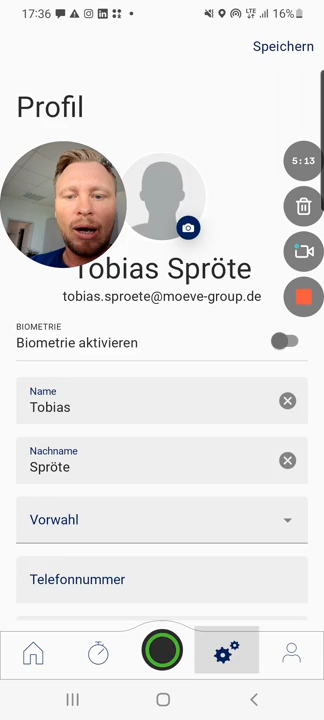 17:36
LTE
16%
Speichern
Profil
5:13
Tobias Spröte
tobias.sproete@moeve-group.de
BIOMETRIE
Biometrie aktivieren
Name
Tobias
Nachname
Spröte
Vorwahl
Telefonnummer